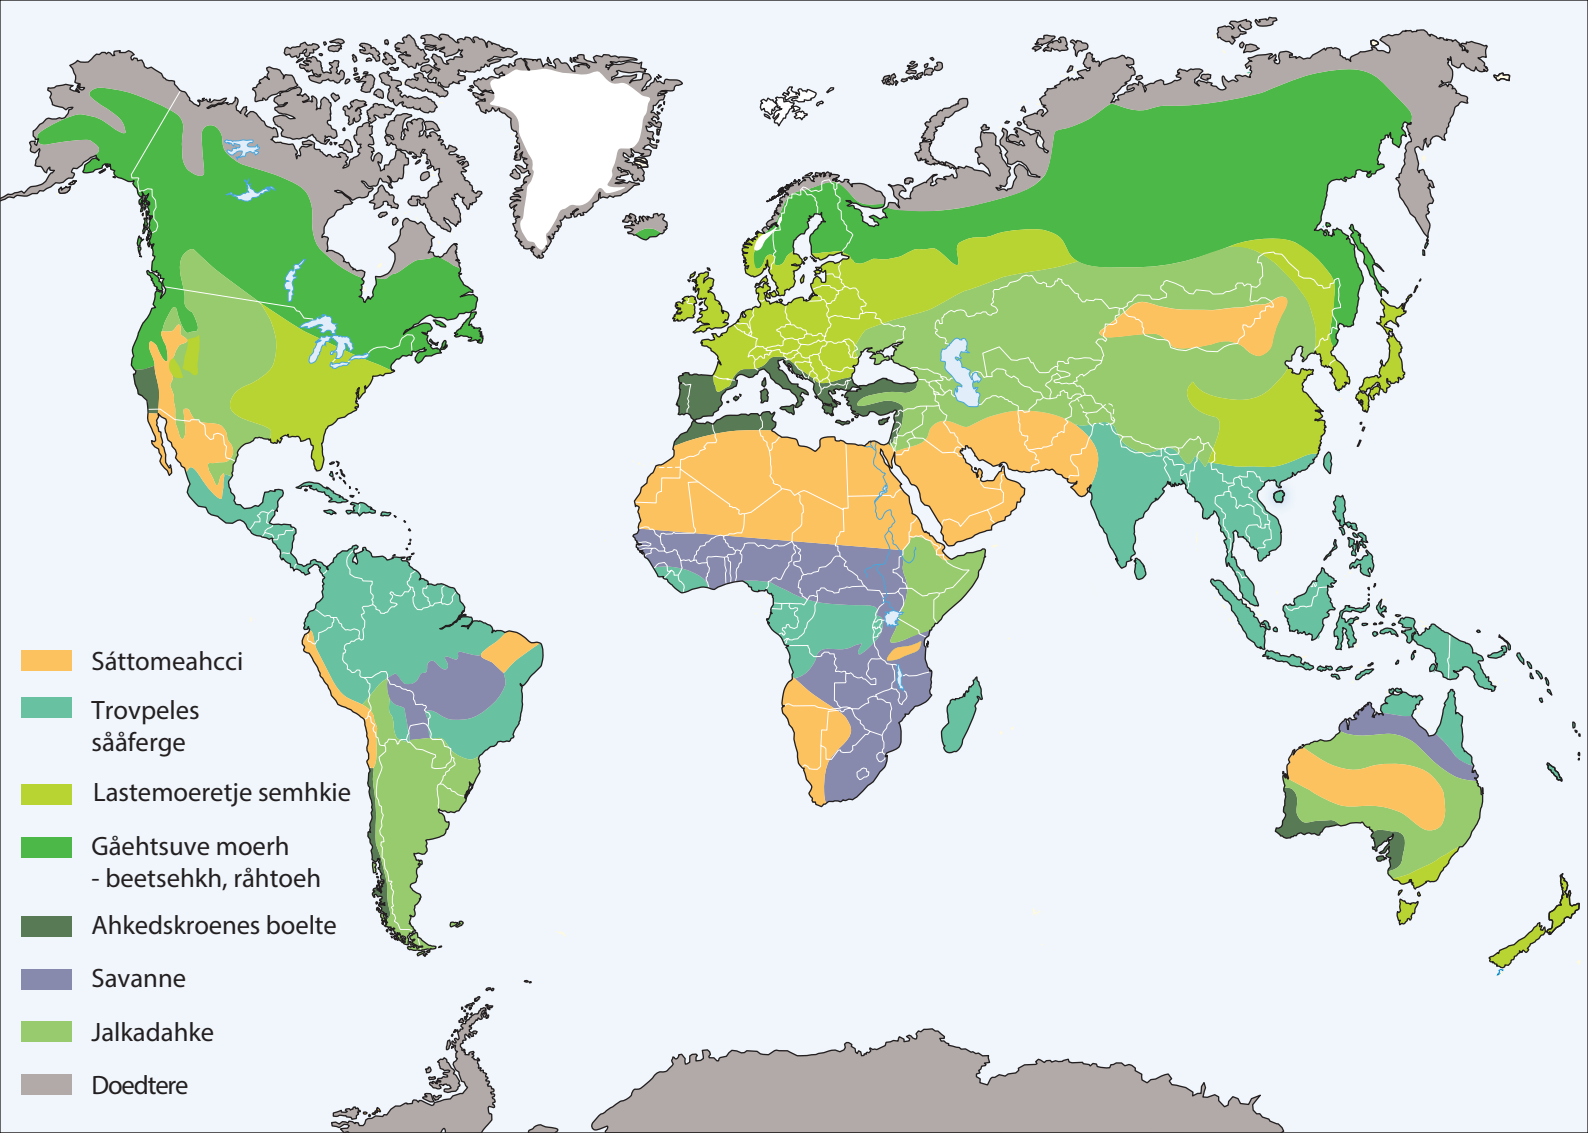 Sáttomeahcci
Trovpeles
sååferge
Lastemoeretje semhkie
Gåehtsuve moerh
- beetsehkh, råhtoeh
Ahkedskroenes boelte
Savanne
Jalkadahke
Doedtere